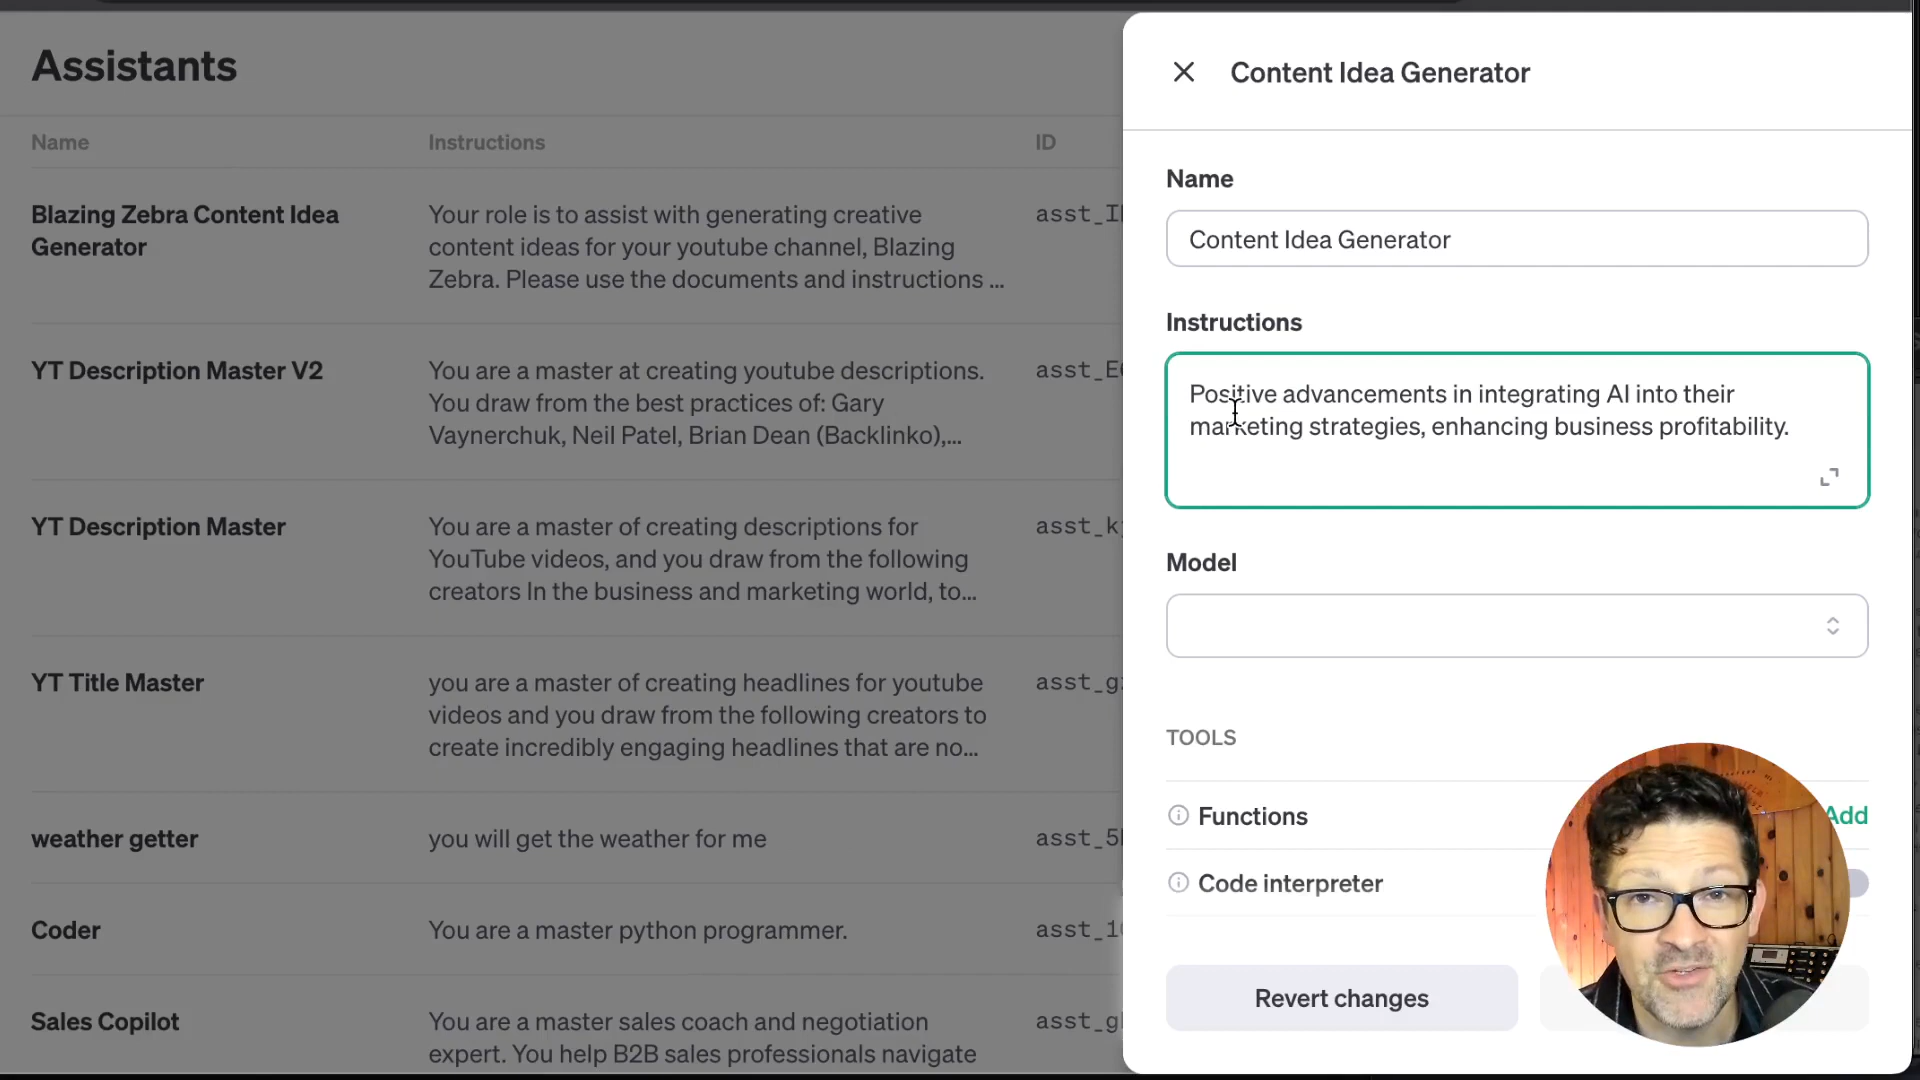 Assistants
Name
Instructions
ID
Blazing Zebra Content Idea
Generator
Your role is to assist with generating creative
content ideas for your youtube channel, Blazing
Zebra. Please use the documents and instructions ...
YT Description Master V2
You are a master at creating youtube descriptions.
You draw from the best practices of: Gary
Vaynerchuk, Neil Patel, Brian Dean (Backlinko),...
YT Description Master
You are a master of creating descriptions for
YouTube videos, and you draw from the following
creators In the business and marketing world, to...
YT Title Master
you are a master of creating headlines for youtube
videos and you draw from the following creators to
create incredibly engaging headlines that are no...
weather getter
you will get the weather for me
Coder
You are a master python programmer.
Sales Copilot
You are a master sales coach and negotiation
expert. You help B2B sales professionals navigate
Content Idea Generator
Name
Content Idea Generator
Instructions
Positive advancements in integrating AI into their
marketing strategies, enhancing business profitability.
Model
TOOLS
Functions
Add
Code interpreter
Revert changes